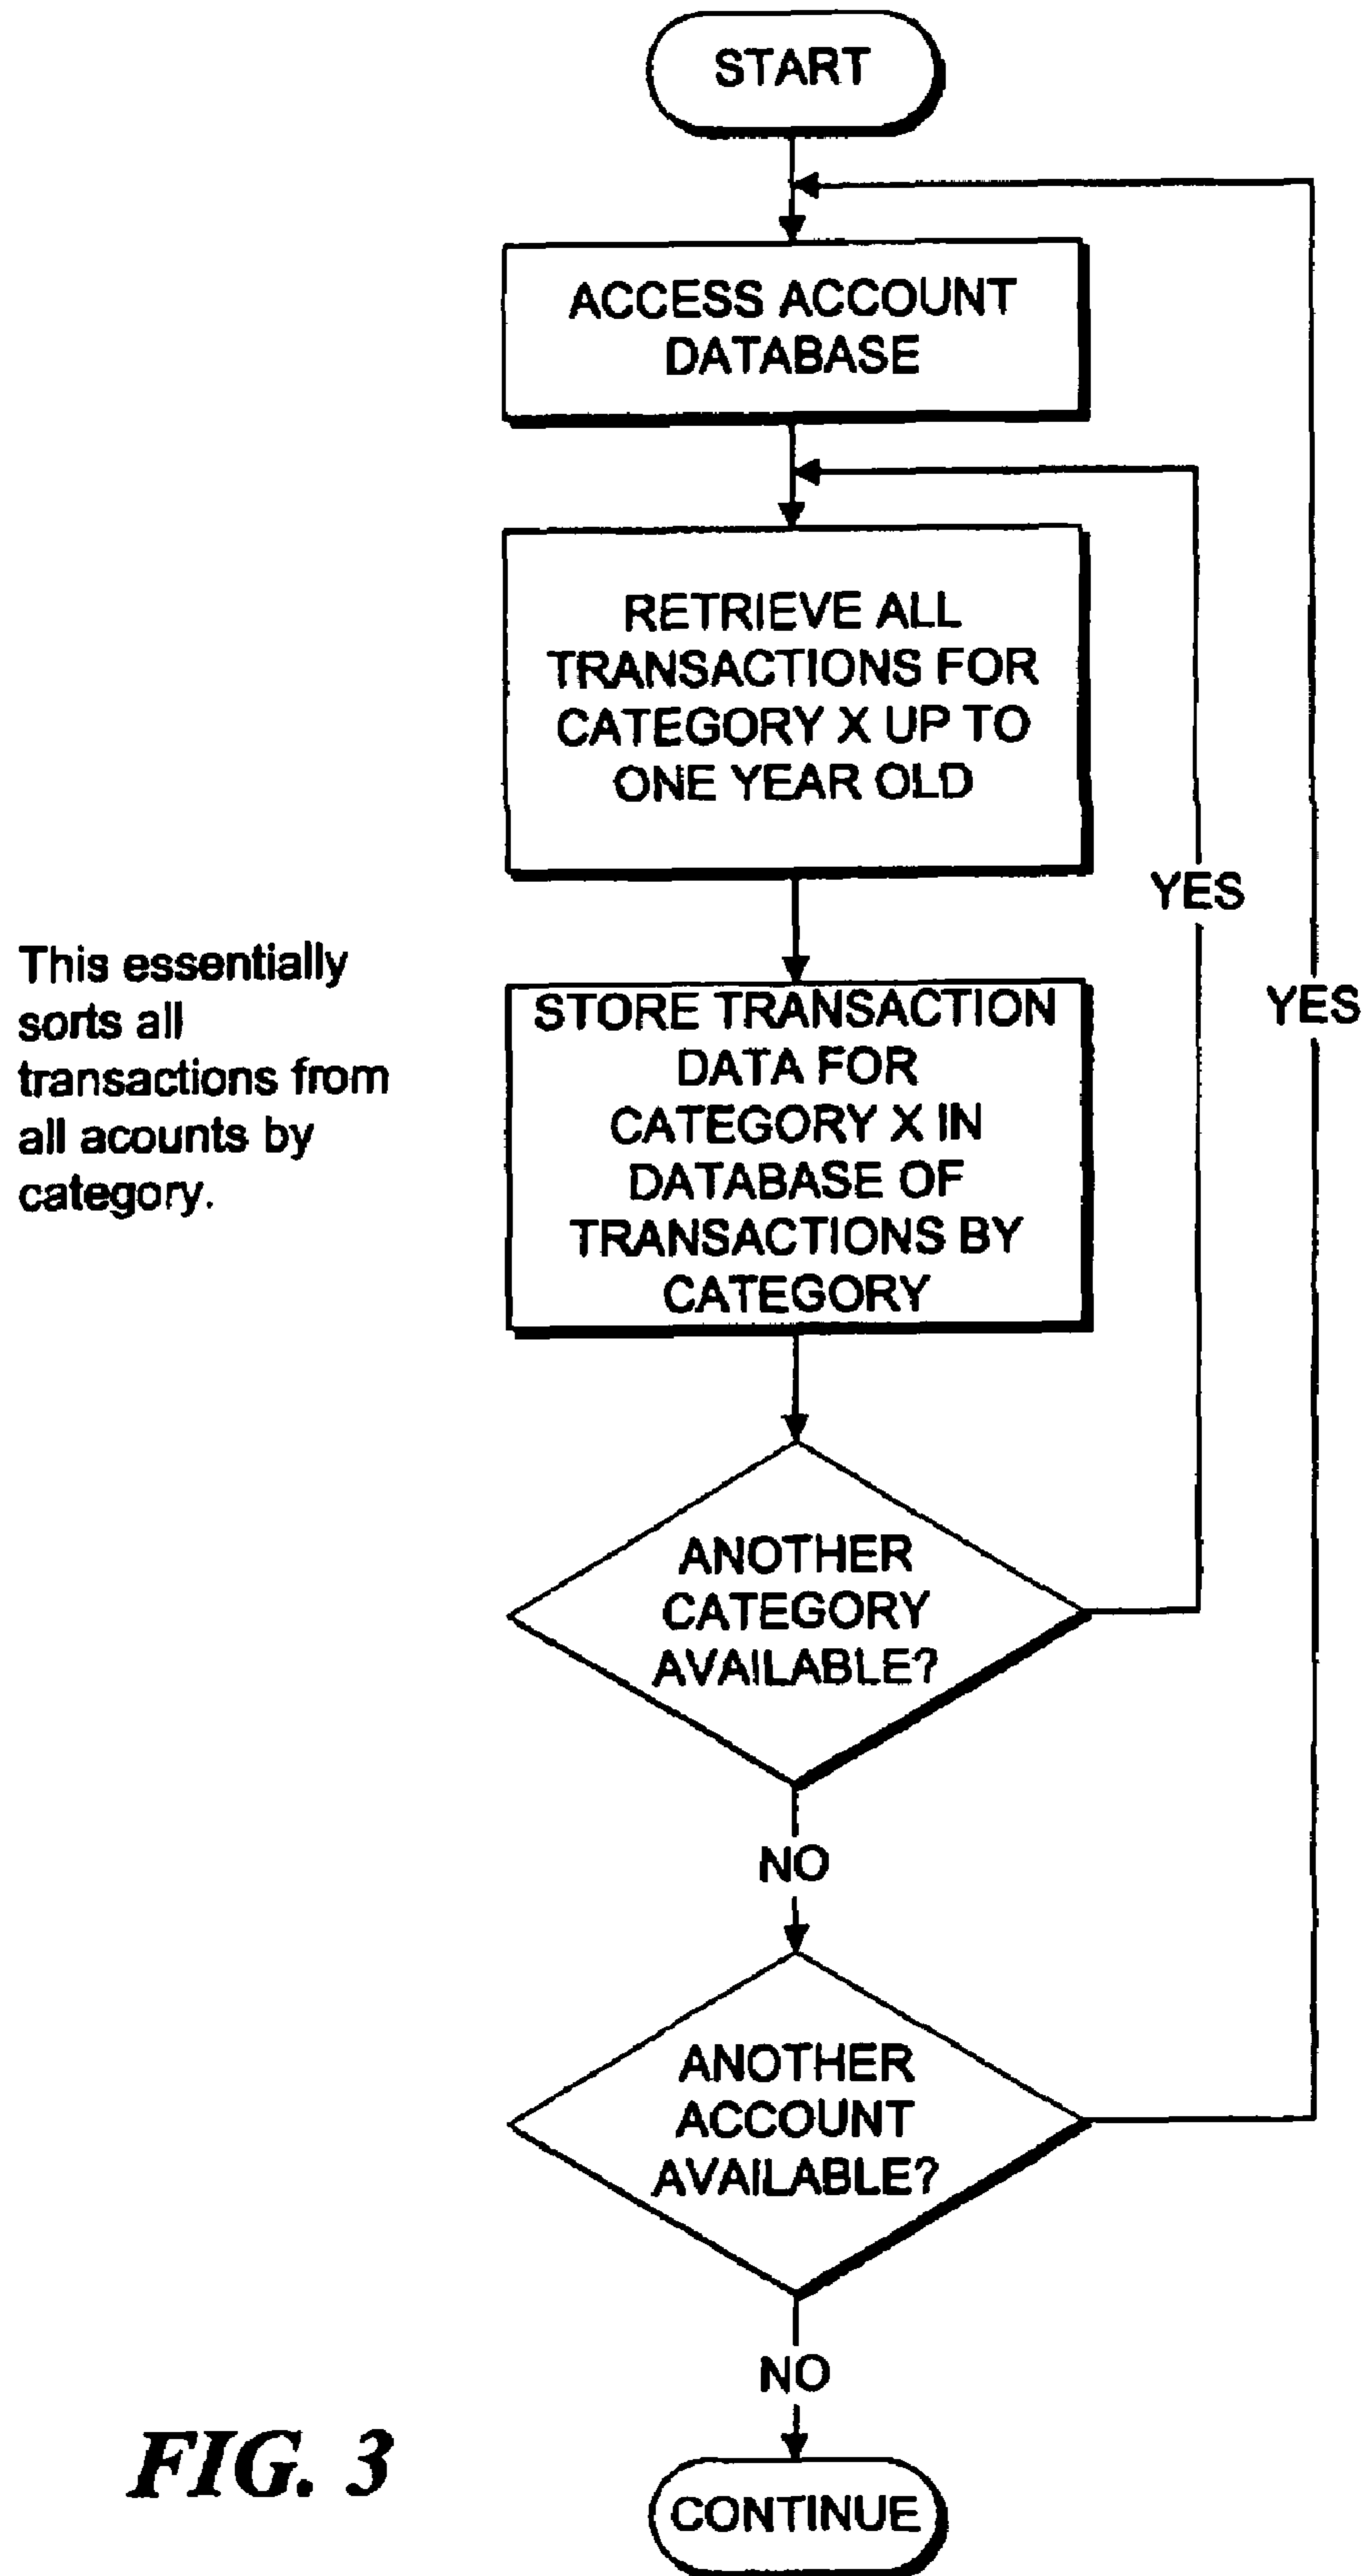 START
ACCESS ACCOUNT
DATABASE
RETRIEVE ALL
TRANSACTIONS FOR
CATEGORY X UP TO
ONE YEAR OLD
YES
YES
This essentially
sorts all
transactions from
all acounts by
category.
STORE TRANSACTION
DATA FOR
CATEGORY X IN
DATABASE OF
TRANSACTIONS BY
CATEGORY
ANOTHER
CATEGORY
AVAILABLE?
NO
ANOTHER
ACCOUNT
AVAILABLE?
NO
CONTINUE
FIG. 3